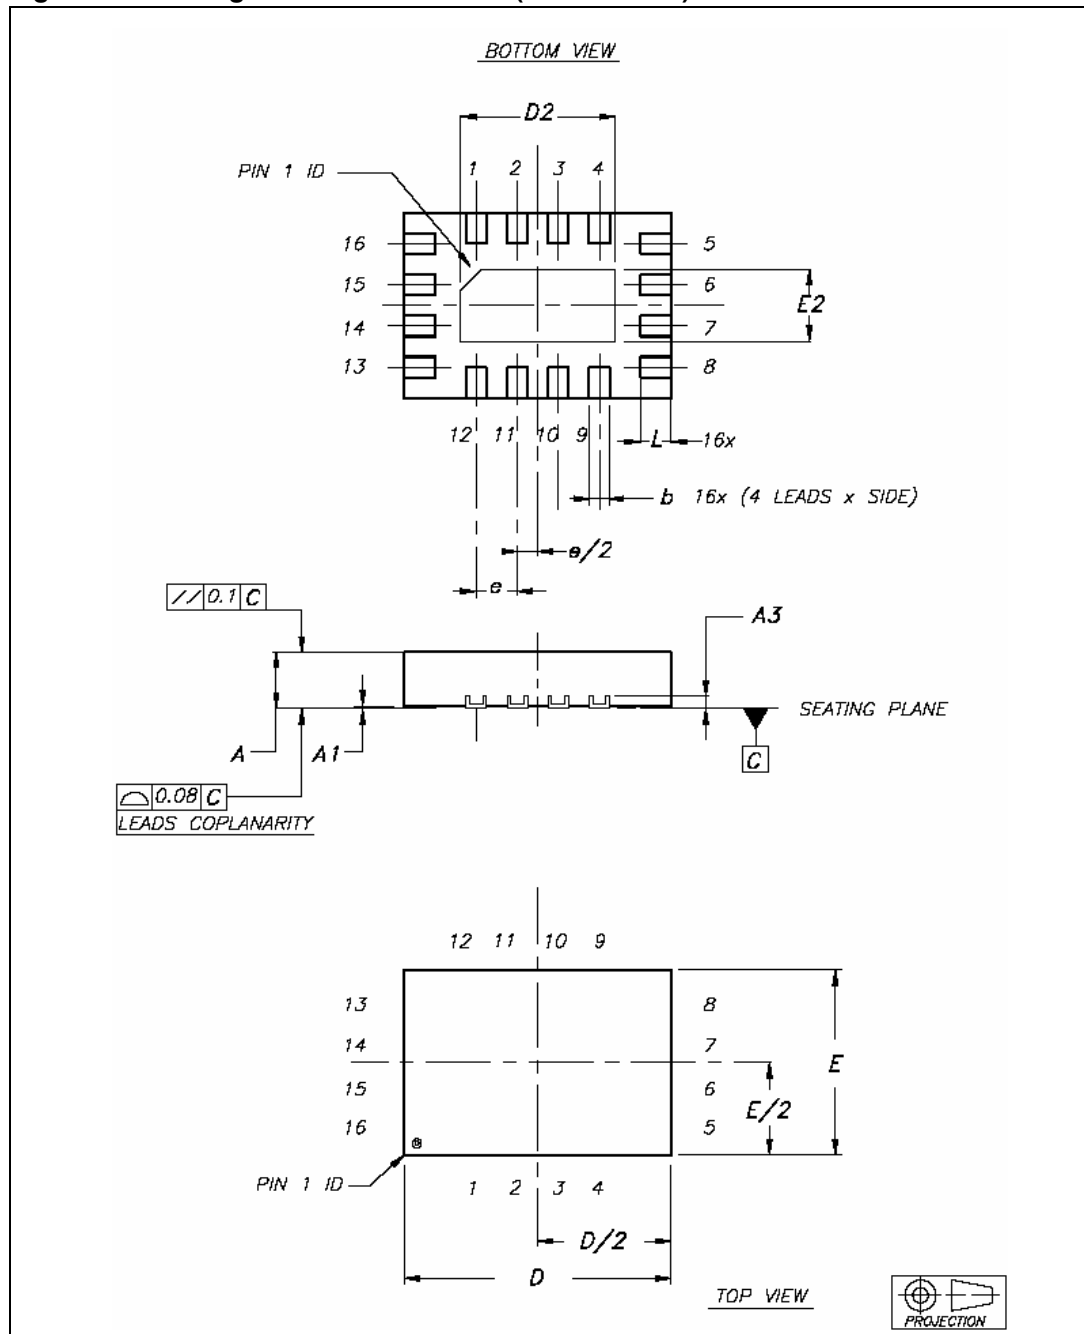 BOTTOM VIEW
D2
PIN 1 ID
1 2 3 4
16 5
15 6
E2
14 7
13 8
12 11 10 9 L 16x
b 16x (4 LEADS x SIDE)
e/2
e
// 0.1 C
A3
SEATING PLANE
A A1
C
0.08 C
LEADS COPLANARITY
12 11 10 9
13 8
14 7
E
15 6
E/2
16 5
PIN 1 ID
1 2 3 4
D/2
D
TOP VIEW
PROJECTION